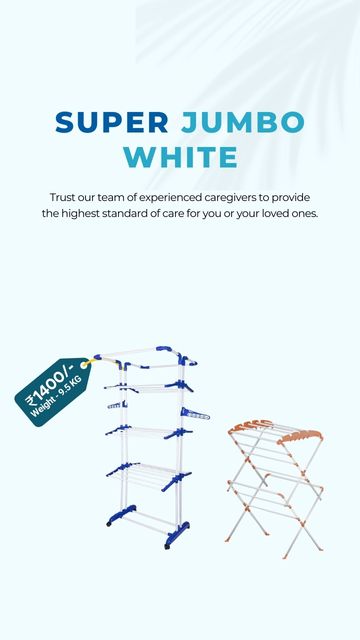 SUPER JUMBO
WHITE
Trust our team of experienced caregivers to provide
the highest standard of care for you or your loved ones.
₹1400/-
Weight - 9.5 KG